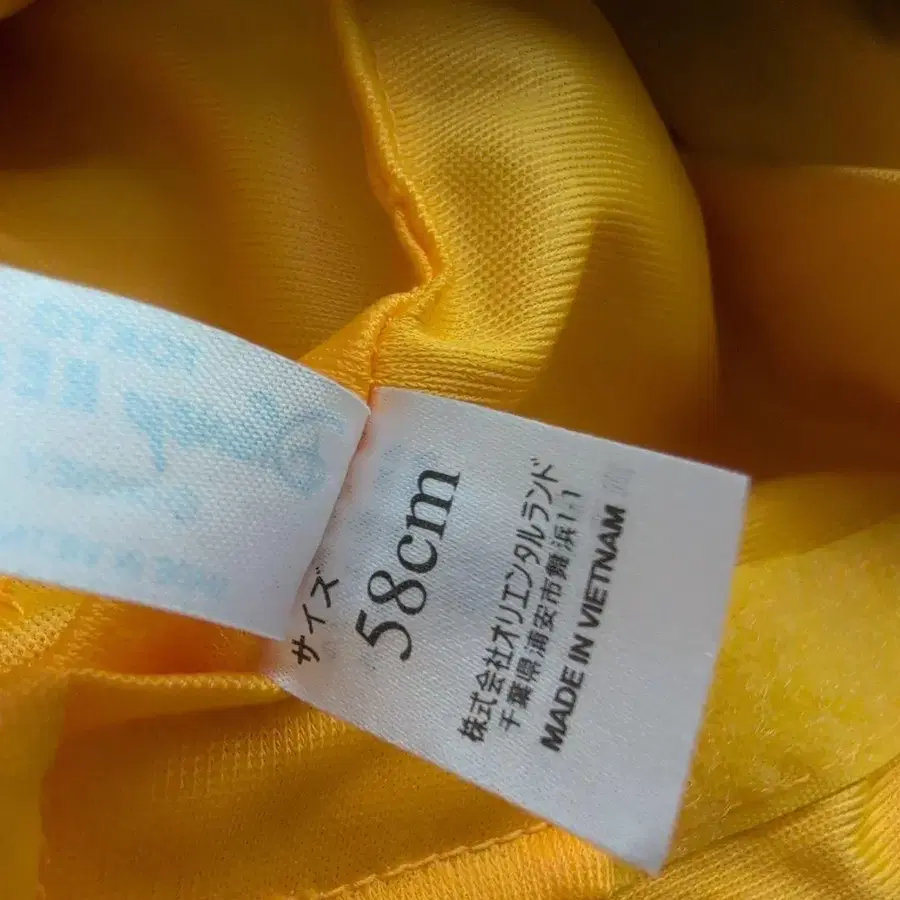 サイズ
58cm
株式会社オリエンタルランド
千葉県浦安市舞浜1-1
MADE IN VIETNAM